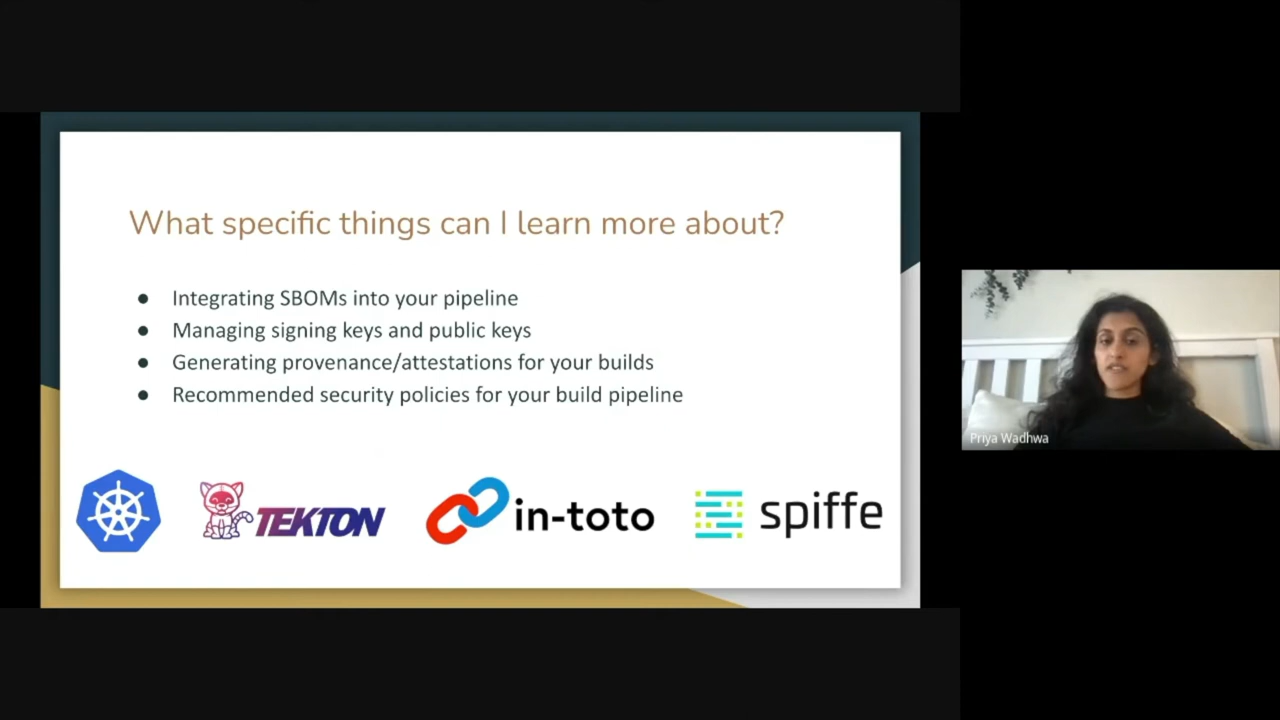 What specific things can I learn more about?
● Integrating SBOMs into your pipeline
● Managing signing keys and public keys
● Generating provenance/attestations for your builds
● Recommended security policies for your build pipeline
TEKTON
in-toto
spiffe
Priya Wadhwa